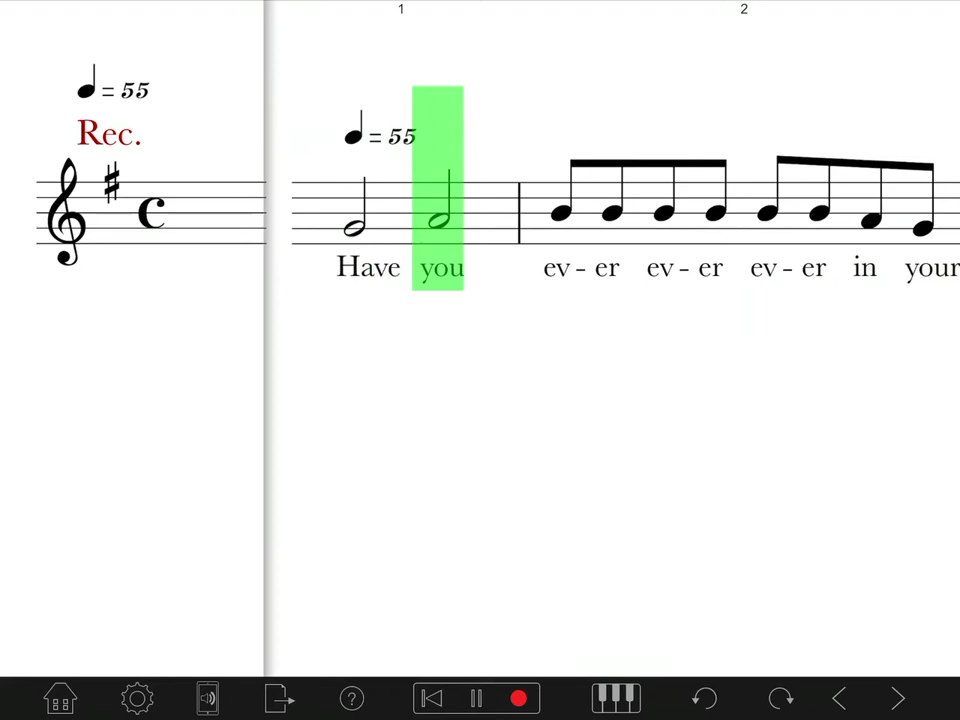 1 2
= 55
= 55
Rec.
Have you ev - er ev - er ev - er in your
?